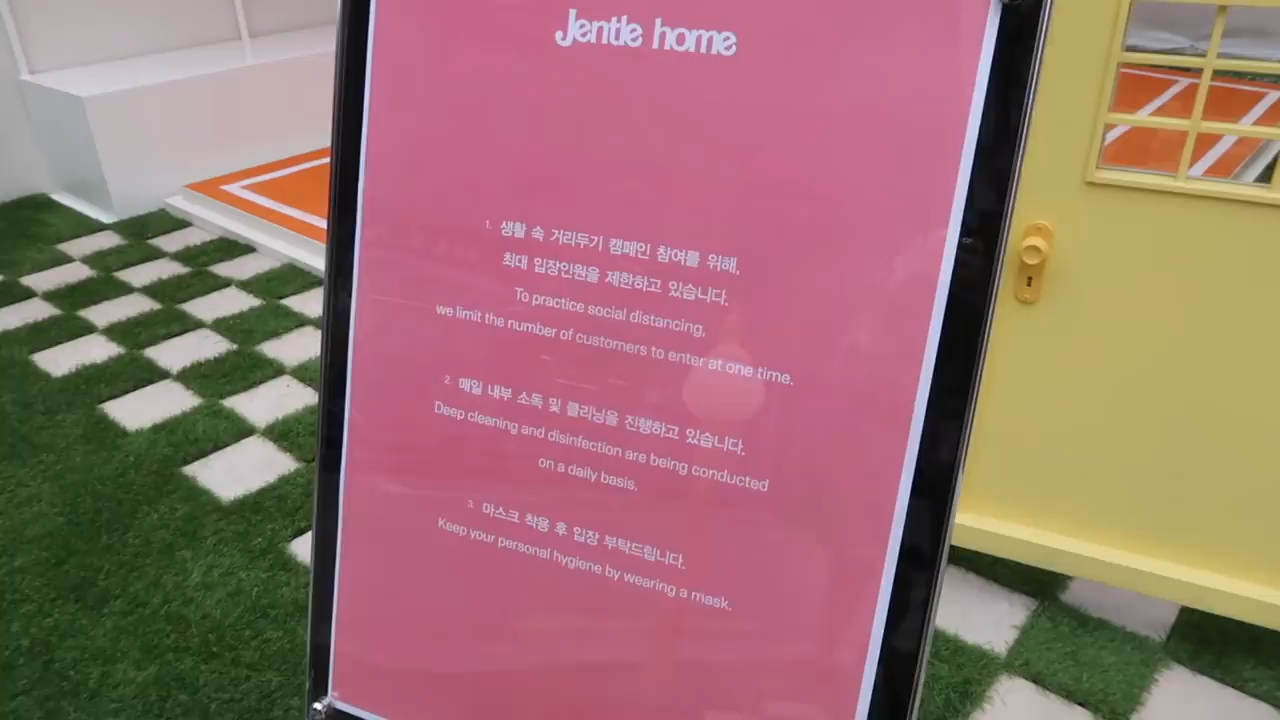 Jentle home
1. 생활 속 거리두기 캠페인 참여를 위해,
최대 입장인원을 제한하고 있습니다.
To practice social distancing,
we limit the number of customers to enter at one time.
2. 매일 내부 소독 및 클리닝을 진행하고 있습니다.
Deep cleaning and disinfection are being conducted
on a daily basis.
3. 마스크 착용 후 입장 부탁드립니다.
Keep your personal hygiene by wearing a mask.